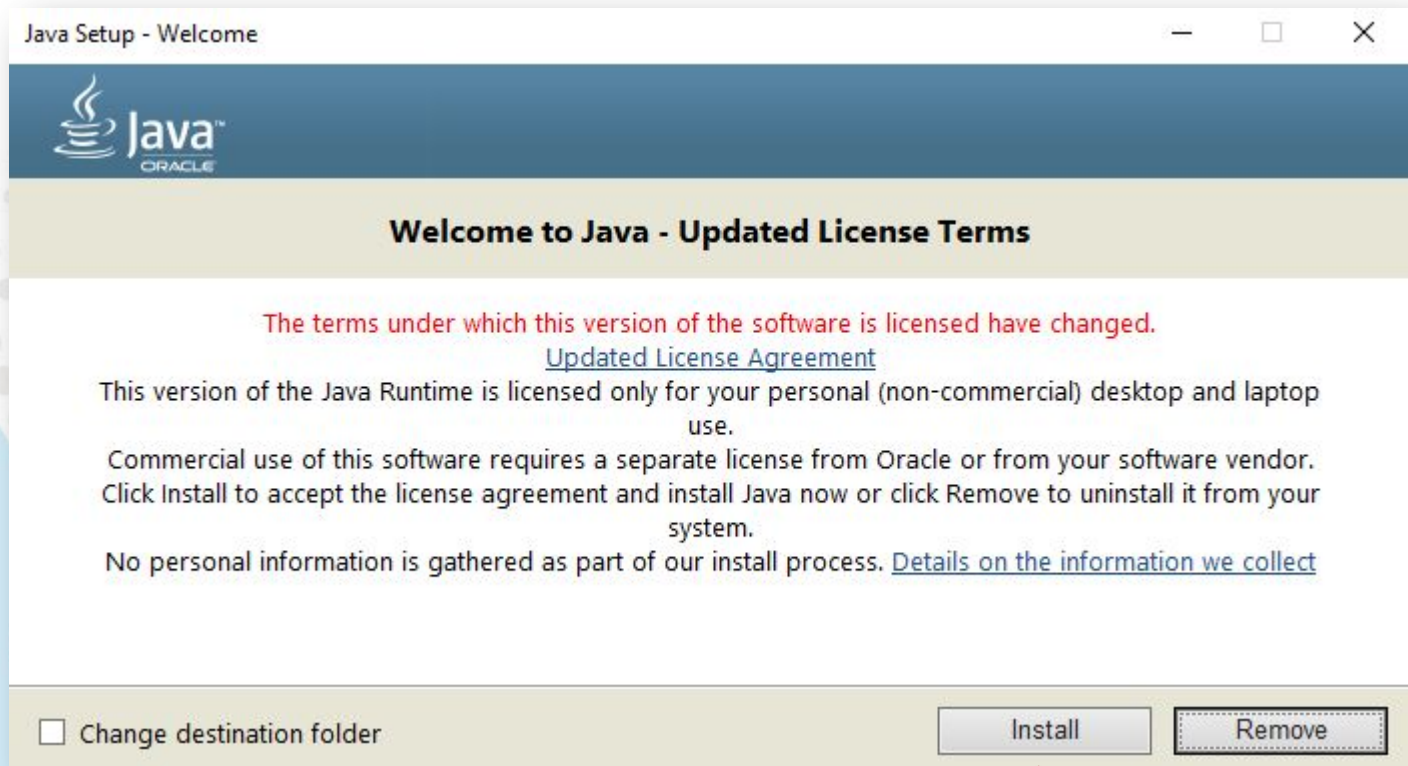 Java Setup - Welcome
Java™
ORACLE
Welcome to Java - Updated License Terms
The terms under which this version of the software is licensed have changed.
Updated License Agreement
This version of the Java Runtime is licensed only for your personal (non-commercial) desktop and laptop
use.
Commercial use of this software requires a separate license from Oracle or from your software vendor.
Click Install to accept the license agreement and install Java now or click Remove to uninstall it from your
system.
No personal information is gathered as part of our install process. Details on the information we collect
Change destination folder
Install
Remove